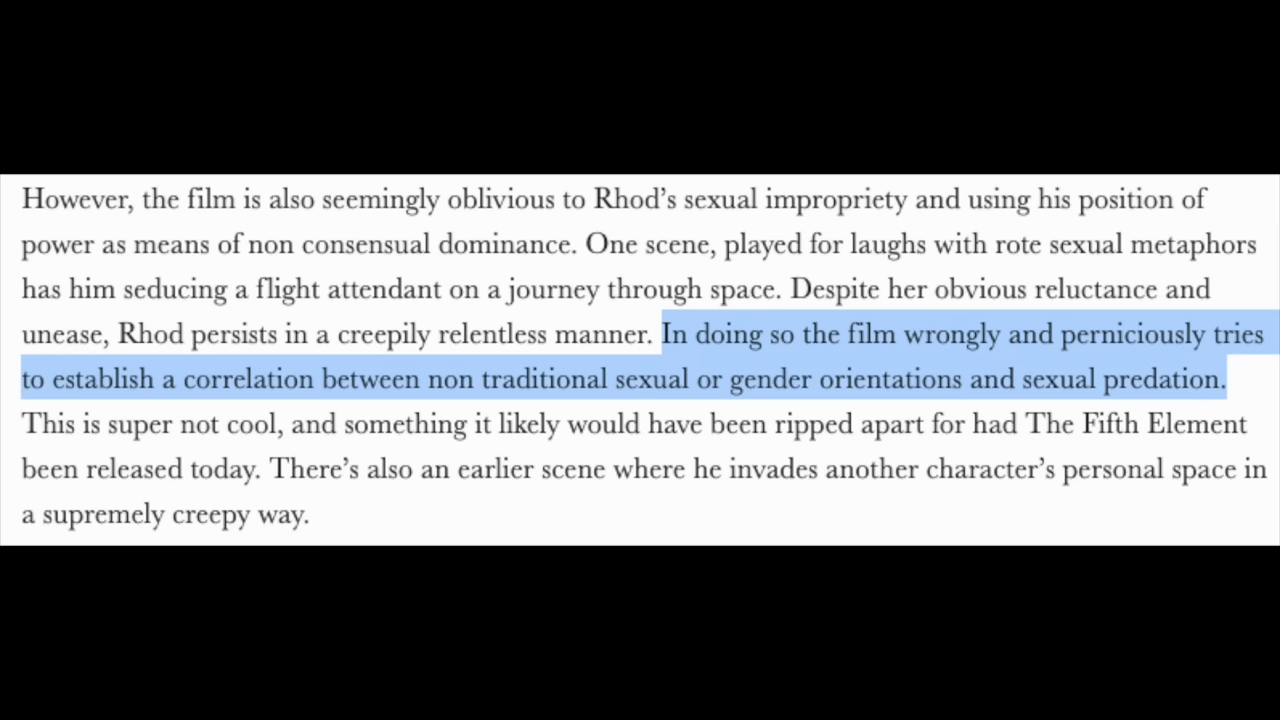 However, the film is also seemingly oblivious to Rhod’s sexual impropriety and using his position of
power as means of non consensual dominance. One scene, played for laughs with rote sexual metaphors
has him seducing a flight attendant on a journey through space. Despite her obvious reluctance and
unease, Rhod persists in a creepily relentless manner. In doing so the film wrongly and perniciously tries
to establish a correlation between non traditional sexual or gender orientations and sexual predation.
This is super not cool, and something it likely would have been ripped apart for had The Fifth Element
been released today. There’s also an earlier scene where he invades another character’s personal space in
a supremely creepy way.